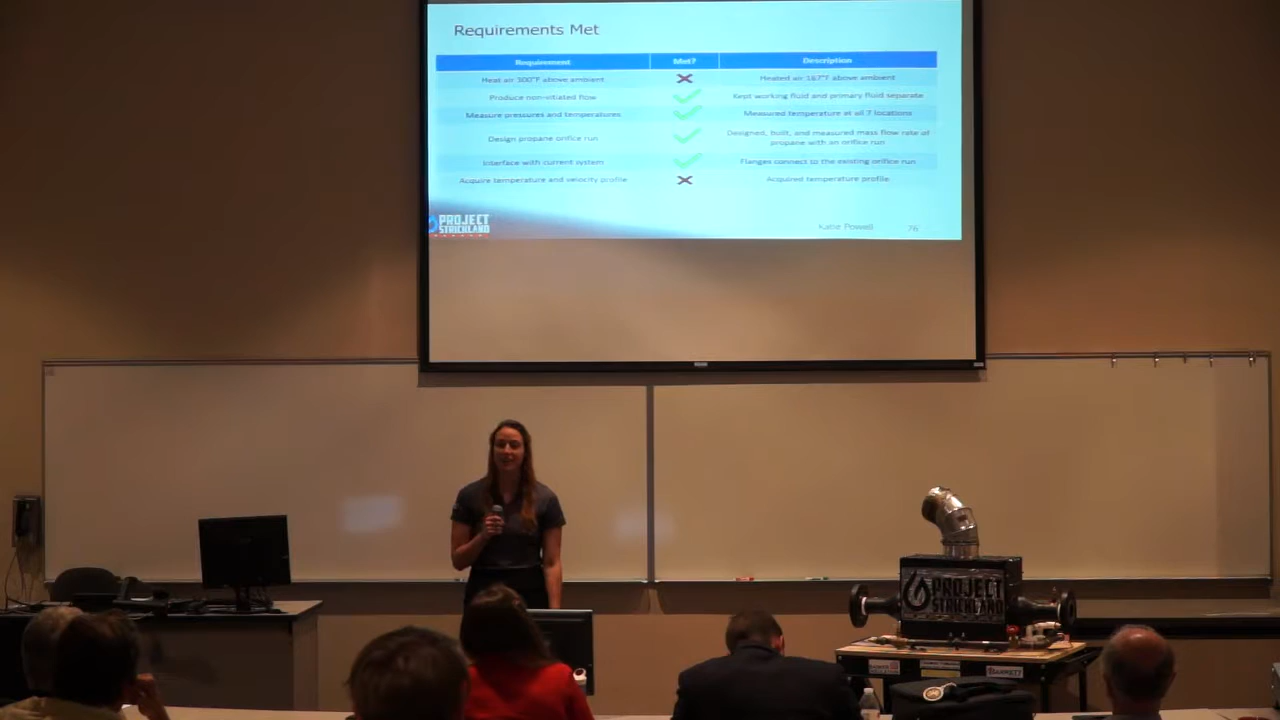 Requirements Met
Requirement Met? Description
Heat air 300°F above ambient Heated air 167°F above ambient
Produce non-vitiated flow Kept working fluid and primary fluid separate
Measure pressures and temperatures Measured temperature at all 7 locations
Design propane orifice run Designed, built, and measured mass flow rate of
propane with an orifice run
Interface with current system Flanges connect to the existing orifice run
Acquire temperature and velocity profile Acquired temperature profile
PROJECT
STRICKLAND
Katie Powell 76
PROJECT
STRICKLAND
BARNETT